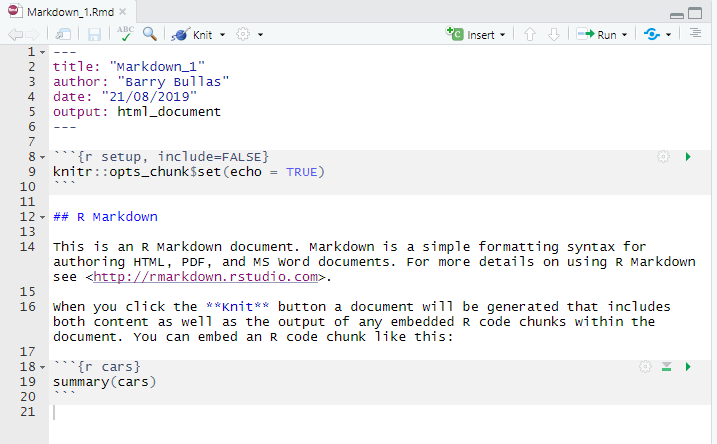 Markdown_1.Rmd
ABC
Knit
Insert
Run
1 ---
2 title: "Markdown_1"
3 author: "Barry Bullas"
4 date: "21/08/2019"
5 output: html_document
6 ---
7
8 ```{r setup, include=FALSE}
9 knitr::opts_chunk$set(echo = TRUE)
10 ```
11
12 ## R Markdown
13
14 This is an R Markdown document. Markdown is a simple formatting syntax for
authoring HTML, PDF, and MS Word documents. For more details on using R Markdown
see <http://rmarkdown.rstudio.com>.
15
16 When you click the **Knit** button a document will be generated that includes
both content as well as the output of any embedded R code chunks within the
document. You can embed an R code chunk like this:
17
18 ```{r cars}
19 summary(cars)
20 ```
21